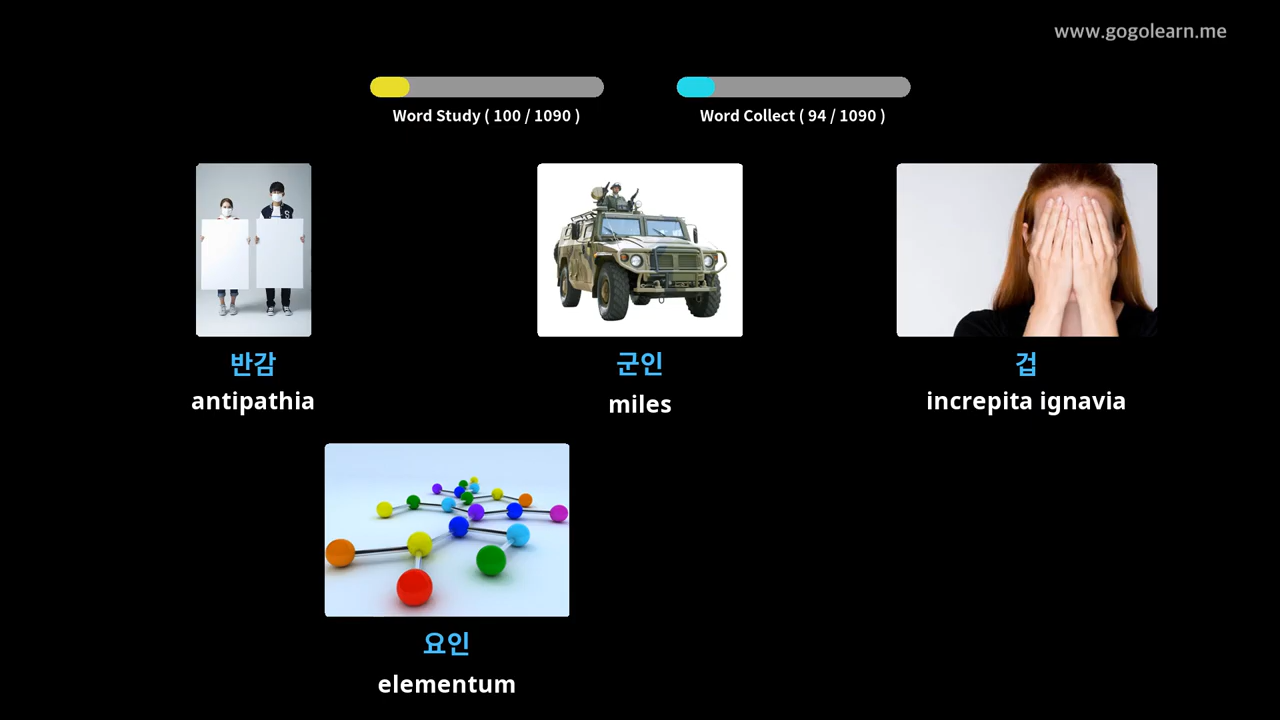 www.gogolearn.me
Word Study ( 100 / 1090 )
Word Collect ( 94 / 1090 )
반감
antipathia
군인
miles
겁
increpita ignavia
요인
elementum